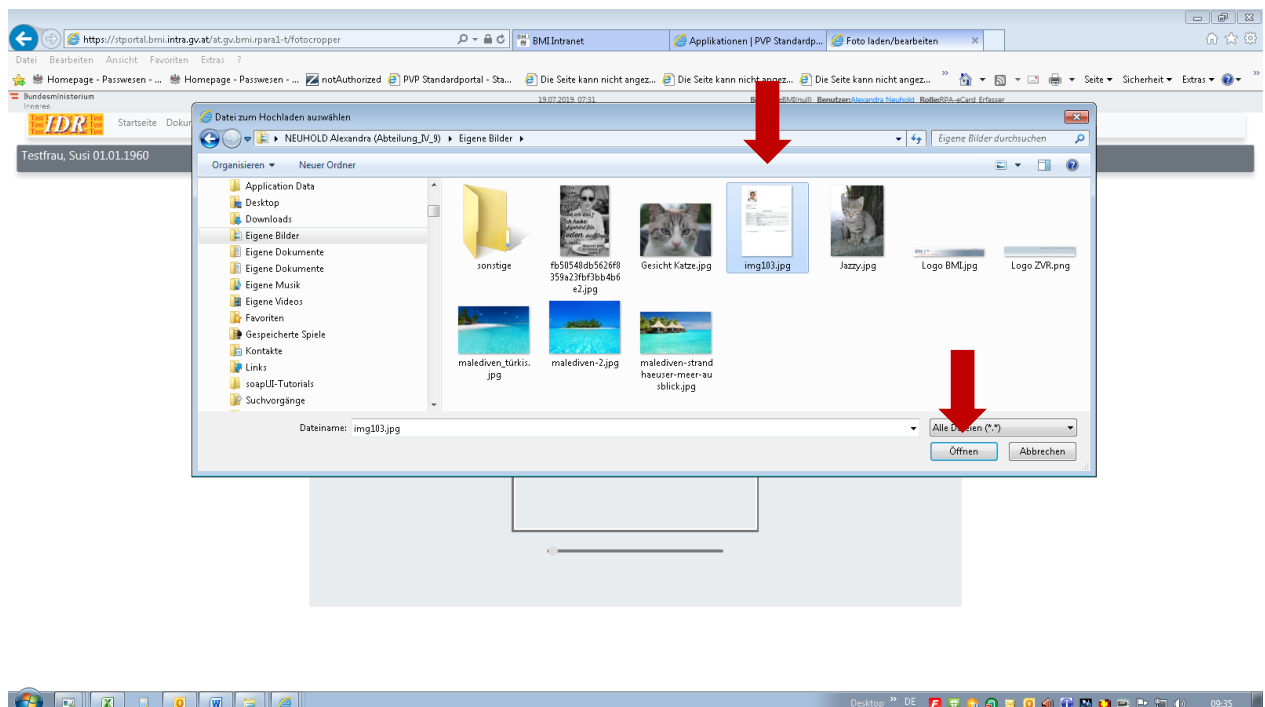 https://stportal.bmi.intra.gv.at/at.gv.bmi.rpara1-t/fotocropper
BMI Intranet
Applikationen | PVP Standardp...
Foto laden/bearbeiten
Datei Bearbeiten Ansicht Favoriten Extras ?
Homepage - Passwesen - ... Homepage - Passwesen - ... notAuthorized PVP Standardportal - Sta... Die Seite kann nicht angez... Die Seite kann nicht angez... Die Seite kann nicht angez... Seite Sicherheit Extras
Bundesministerium
Inneres
19.07.2019 07:31
BMI(null) Benutzer:Alexandra Neuhold Rolle:RPA-eCard Erfasser
IDR
Startseite Dokum
Testfrau, Susi 01.01.1960
Datei zum Hochladen auswählen
NEUHOLD Alexandra (Abteilung_IV_9) Eigene Bilder
Eigene Bilder durchsuchen
Organisieren Neuer Ordner
Application Data
Desktop
Downloads
Eigene Bilder
Eigene Dokumente
Eigene Dokumente
Eigene Musik
Eigene Videos
Favoriten
Gespeicherte Spiele
Kontakte
Links
soapUI-Tutorials
Suchvorgänge
sonstige
fb50548db5626f8
359a23fbf3bb4b6
e2.jpg
Gesicht Katze.jpg
img103.jpg
Jazzy.jpg
Logo BMI.jpg
Logo ZVR.png
malediven_türkis.
jpg
malediven-2.jpg
malediven-strand
haeuser-meer-au
sblick.jpg
Dateiname: img103.jpg
Alle Dateien (*.*)
Öffnen Abbrechen
Desktop DE 09:35